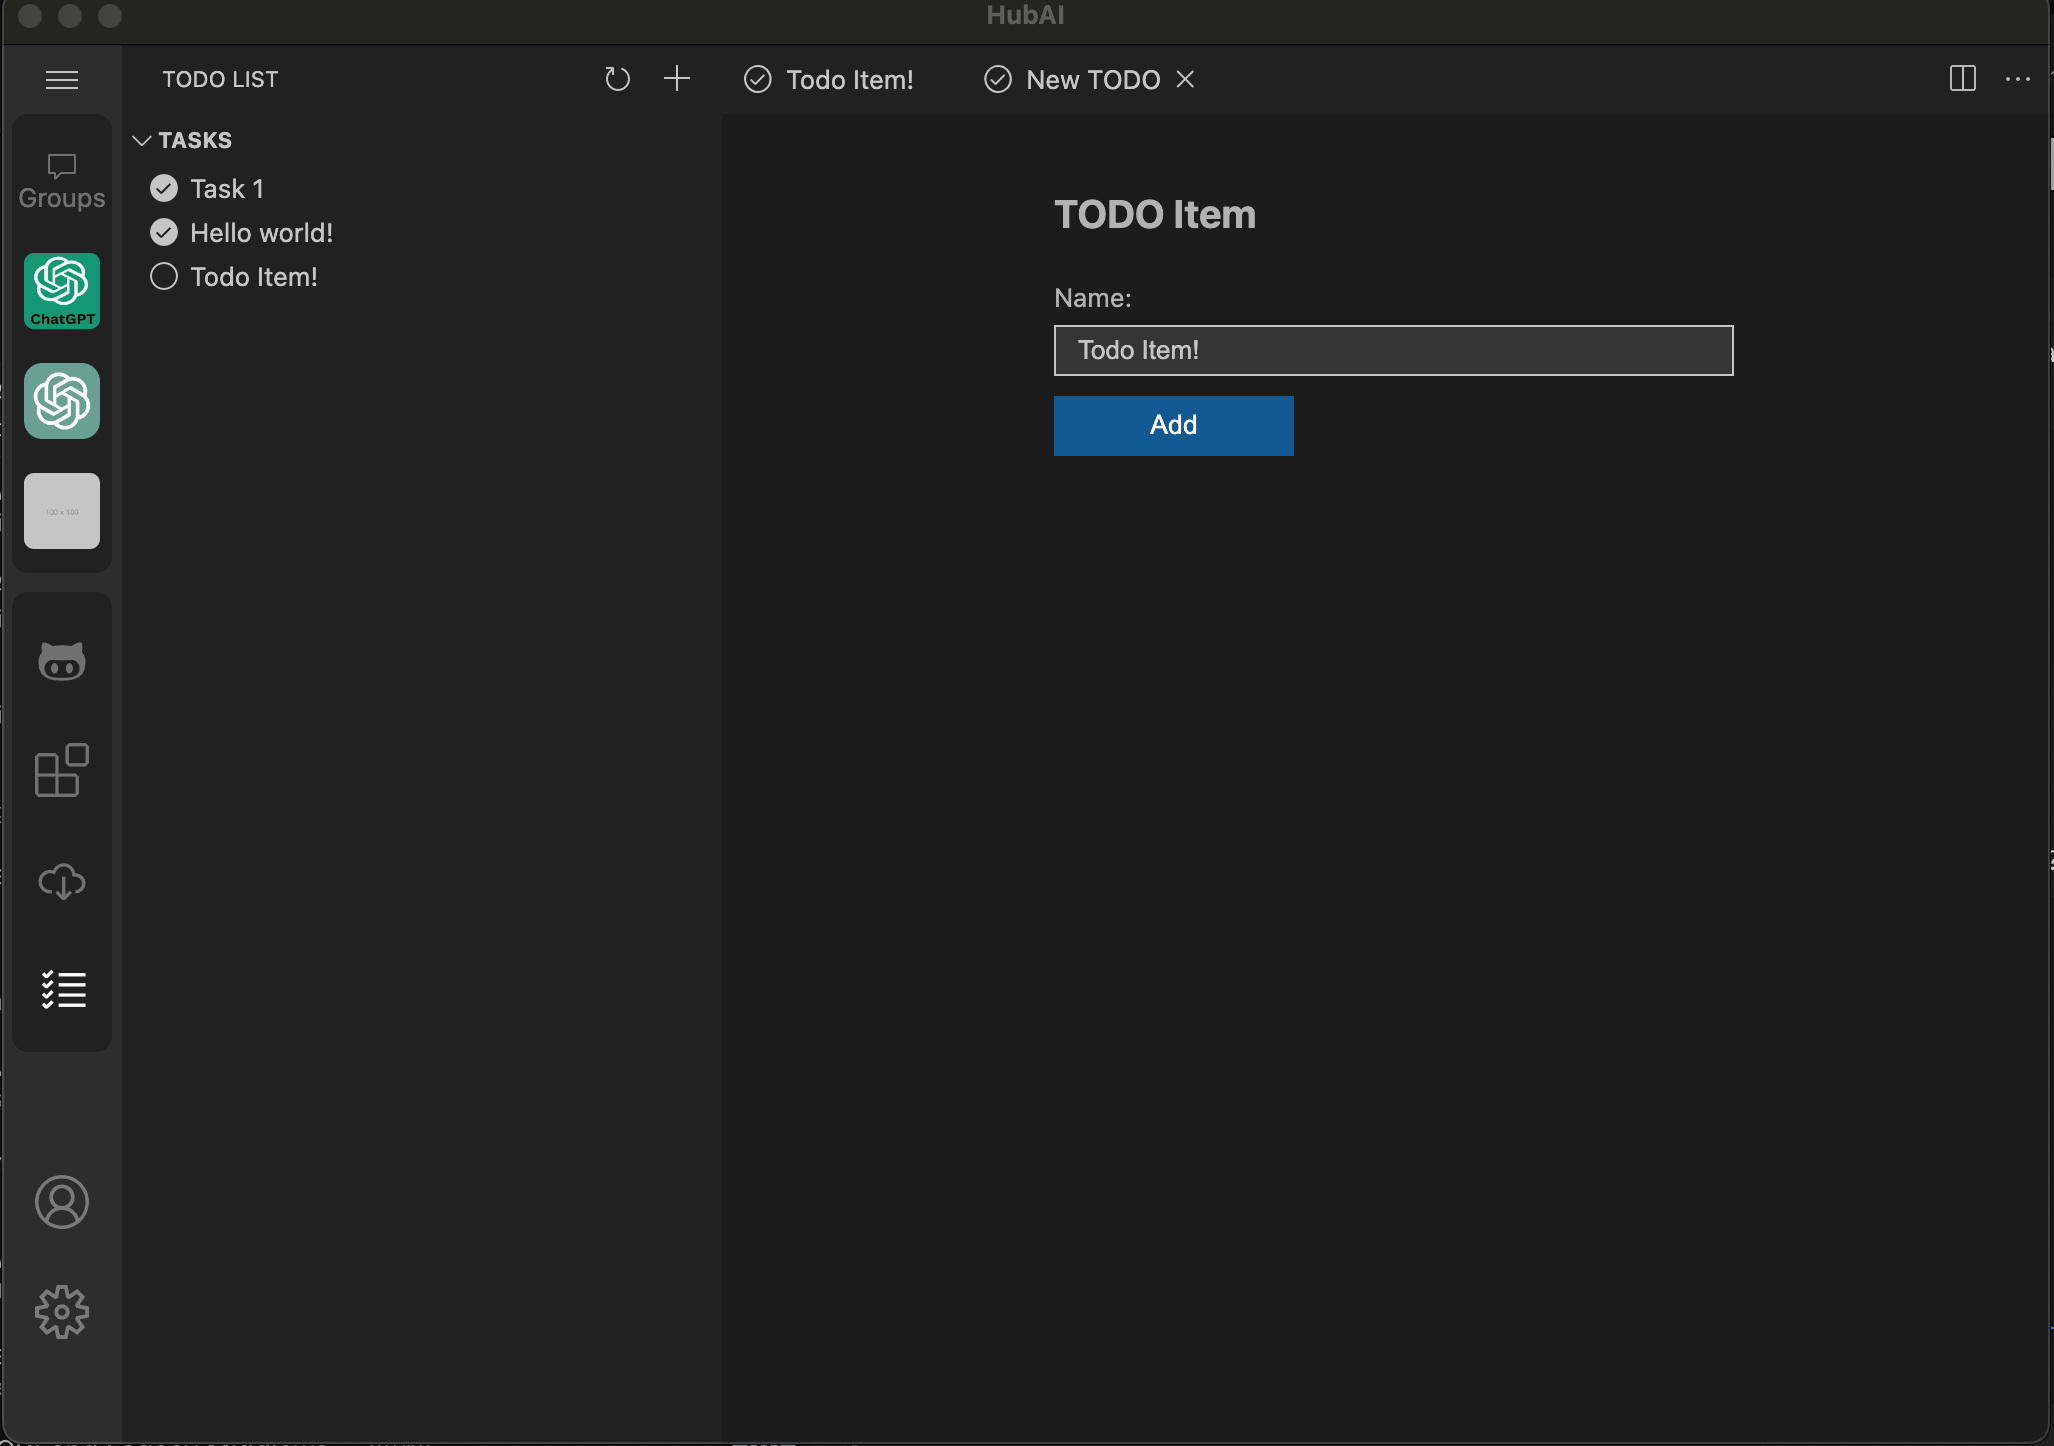 HubAI
TODO LIST
Todo Item!
New TODO
TASKS
Groups
Task 1
Hello world!
Todo Item!
ChatGPT
100 x 100
TODO Item
Name:
Todo Item!
Add